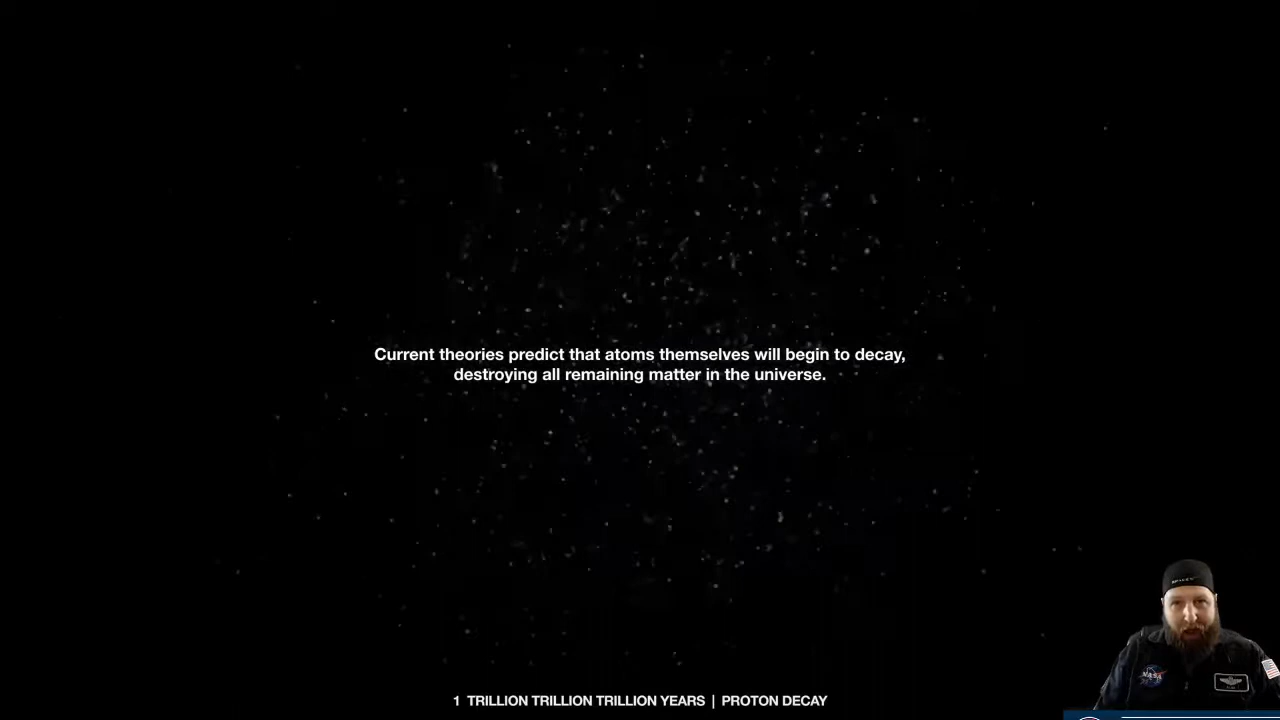 Current theories predict that atoms themselves will begin to decay,
destroying all remaining matter in the universe.
NASA
1 TRILLION TRILLION TRILLION YEARS | PROTON DECAY